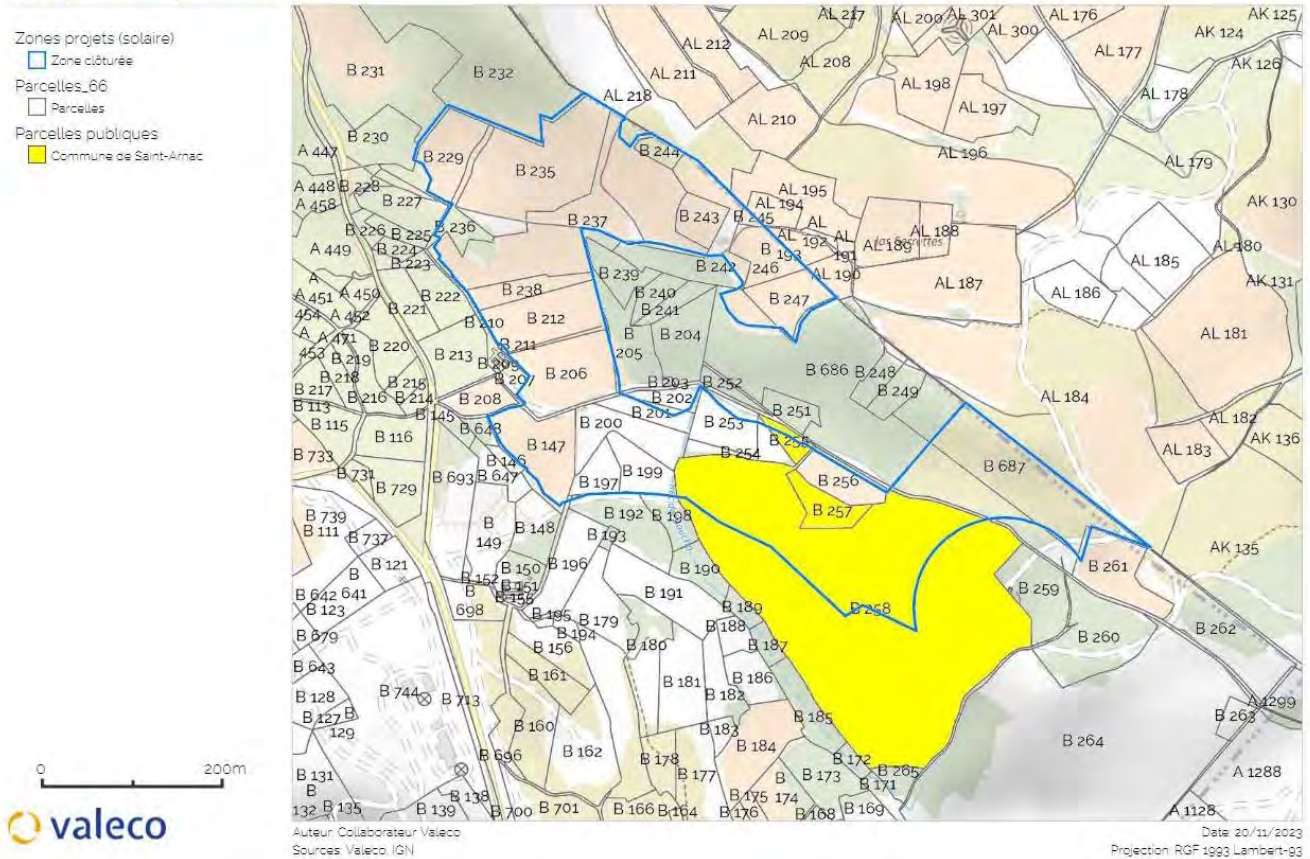 Zones projets (solaire)
Zone clôturée
Parcelles_66
Parcelles
Parcelles publiques
Commune de Saint-Arnac
0 200m
valeco
AL 217
AL 200
AL 301
AL 176
AK 125
AL 212
AL 209
AL 300
AK 124
B 231
B 232
AL 211
AL 208
AL 177
AK 126
AL 218
AL 198
AL 178
AL 197
B 230
AL 210
A 447
B 229
B 244
AL 196
AL 179
B 235
A 448
B 228
AL 195
A 458
B 227
AL 194
AK 130
B 226
B 225
B 236
B 237
B 243
B 245
AL
192
AL 188
A 449
B 224
B
193
AL
191
AL 189
Las Sarrottes
AL 180
B 223
B 239
B 242
246
AL 190
AL 185
A
451
A 450
B 222
B 238
B 240
B 247
AL 187
AL 186
AK 131
454
A 452
B 221
B 210
B 212
B 241
A
A 471
B 211
B
205
B 204
AL 181
453
B 219
B 220
B 213
B 209
B 686
B 248
B 218
B 215
B 207
B 206
B 203
B 252
B 249
AL 184
B 217
B 216
B 214
B 208
B 202
B 113
B 145
B 201
B 251
AL 182
B 115
B 116
B 648
B 200
B 253
B 255
AL 183
AK 136
B 733
B 147
B 254
B 731
B 693
B 146
B 199
B 256
B 687
B 729
B 647
B 197
B 257
B 739
B 192
B 198
B 111
B 737
B
149
B 148
B 193
AK 135
B 121
B 150
B 196
B 190
B 261
B
641
B 152
B 151
B 191
B 259
B 642
B
698
B 155
B 189
B 258
B 123
B 195
B 179
B 188
B 262
B 679
B 194
B 180
B 187
B 260
B 643
B 156
B 181
B 186
B 128
B 744
B 713
B 161
B 182
A 1299
B 127
B
129
B 160
B 183
B 185
B 263
B 696
B 162
B 184
B 264
B 178
B 172
B 131
B 177
B
174
B 173
B 265
A 1288
B
132
B 135
B 138
B 175
B 171
B 139
B 700
B 701
B 166
B 164
B 176
B 168
B 169
A 1128
Auteur: Collaborateur Valeco
Sources: Valeco, IGN
Date: 20/11/2023
Projection: RGF 1993 Lambert-93